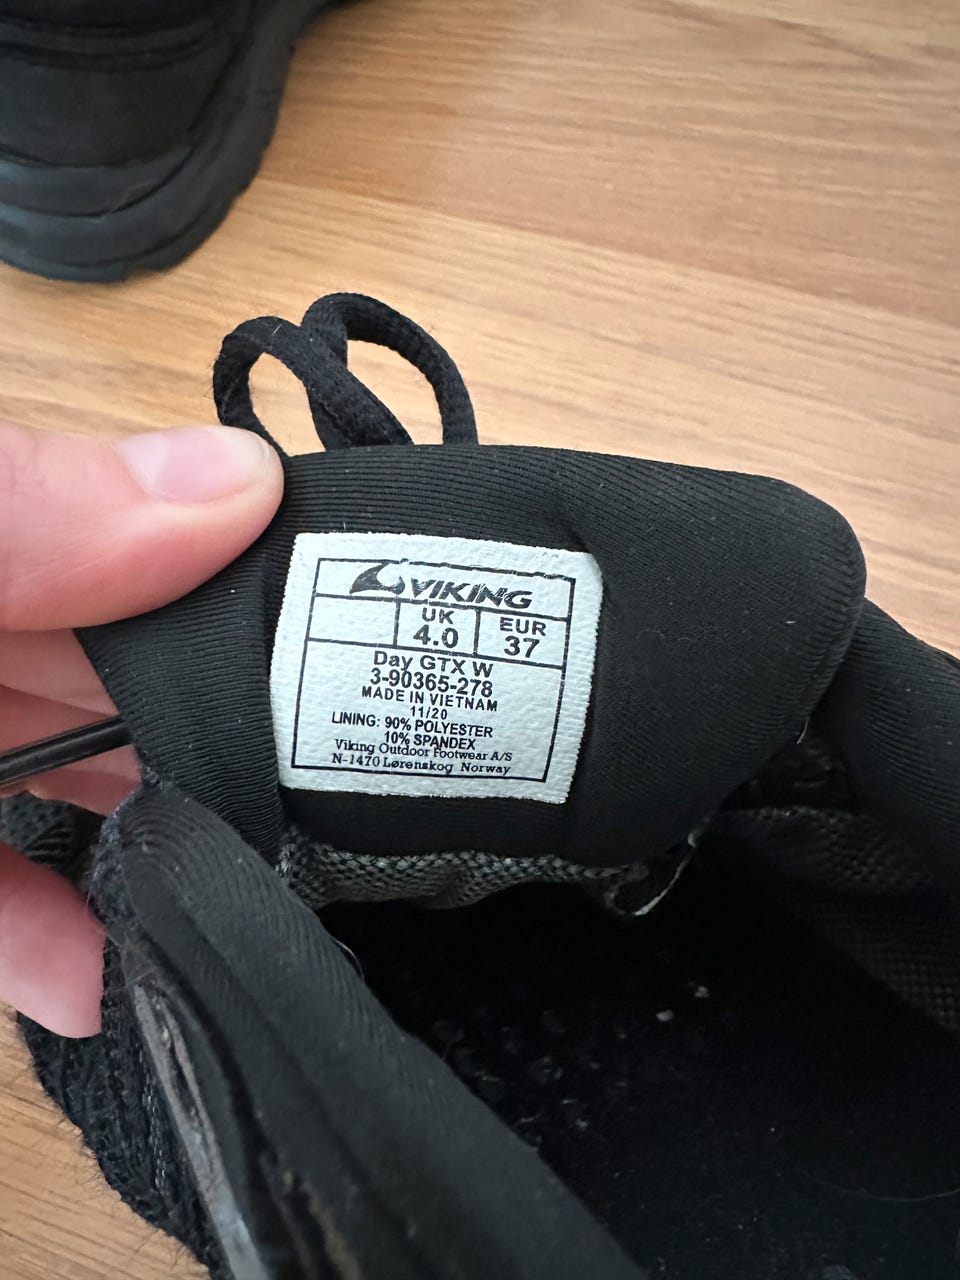 VIKING
UK EUR
4.0 37
Day GTX W
3-90365-278
MADE IN VIETNAM
11/20
LINING: 90% POLYESTER
10% SPANDEX
Viking Outdoor Footwear A/S
N-1470 Lørenskog Norway